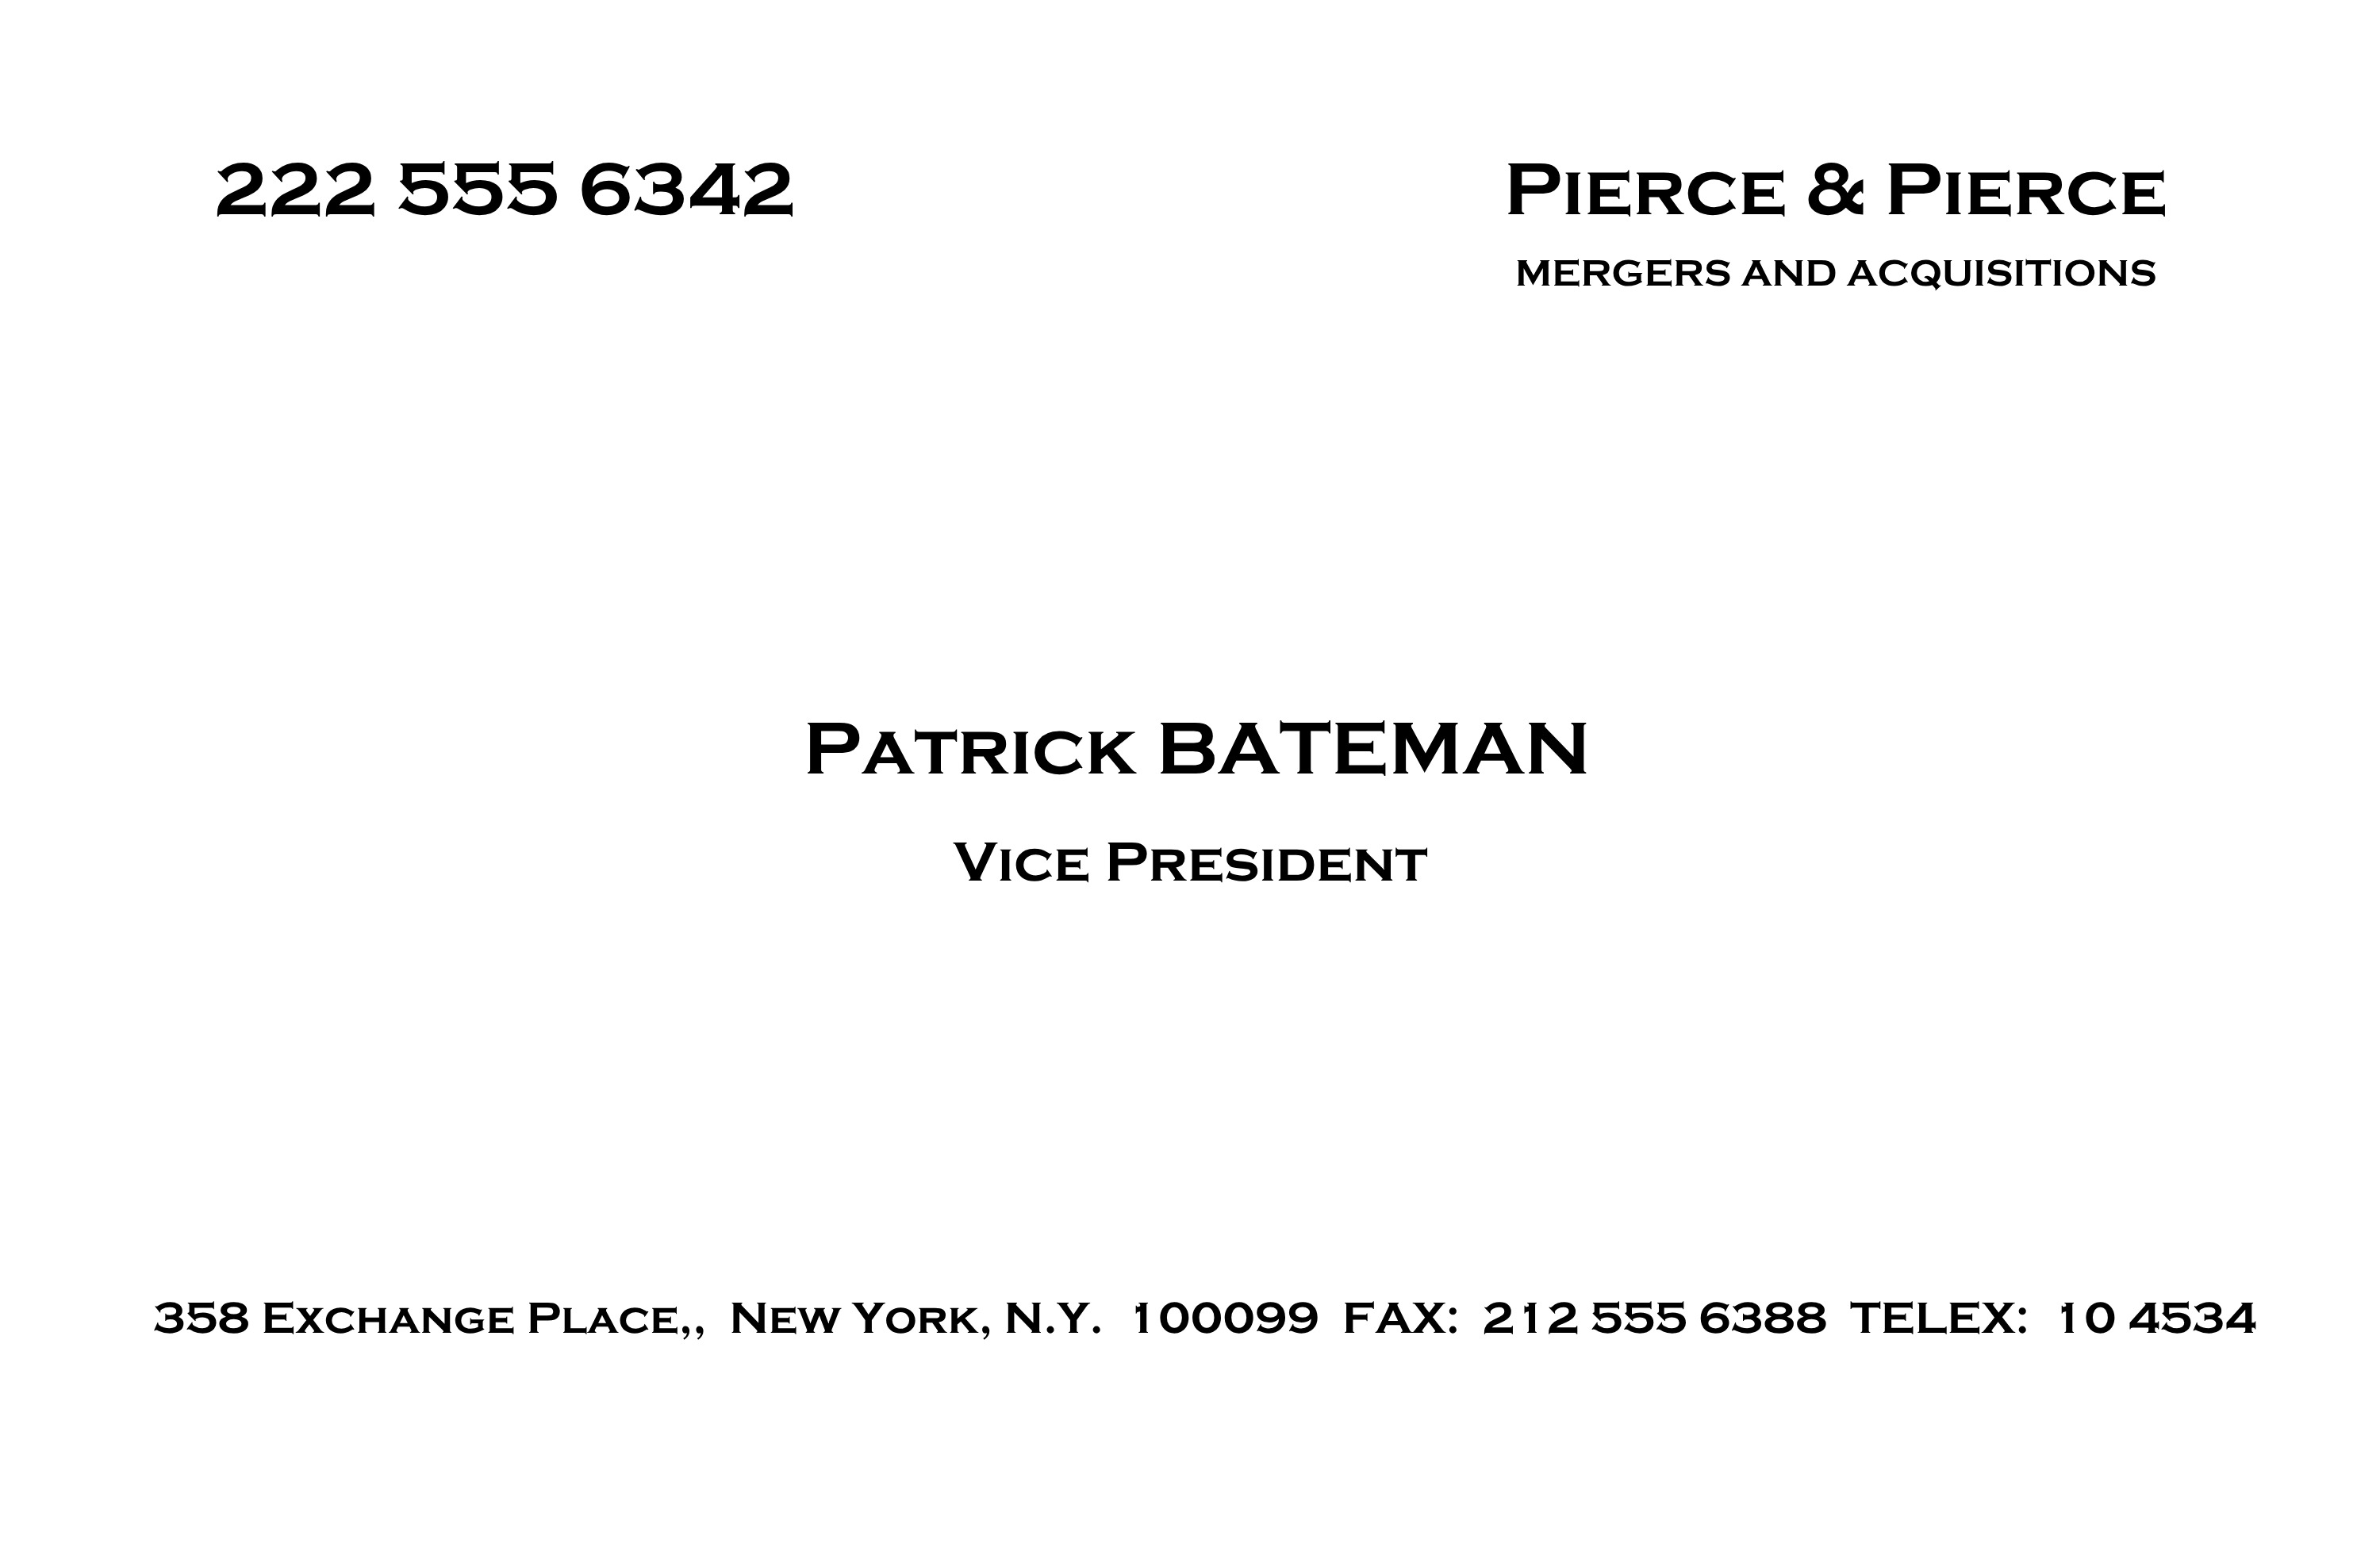 222 555 6342
Pierce & Pierce
mergers and acquisitions
Patrick BATEMAN
Vice President
358 Exchange Place,, New York, N.Y. 100099 FAX: 212 555 6388 TELEX: 10 4534